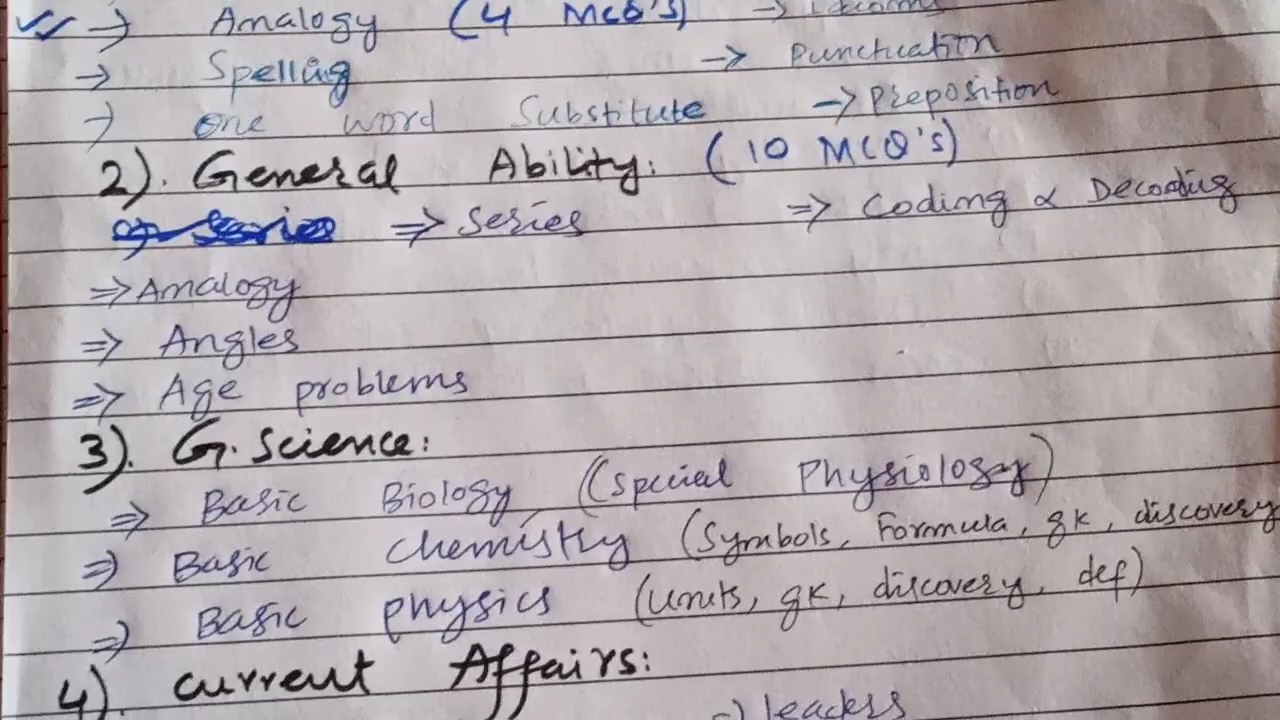 → Analogy (4 MCQ'S) → Idioms
→ Spelling → Punctuation
→ One word Substitute → Preposition
2). General Ability: (10 MCQ's)
⇒ Series ⇒ Coding & Decoding
⇒ Analogy
⇒ Angles
⇒ Age problems
3). G. Science:
⇒ Basic Biology, (Special Physiology)
⇒ Basic Chemistry (Symbols, Formula, gk, discovery
⇒ Basic physics (units, gk, discovery, def)
4). Current Affairs:
⇒ leaders